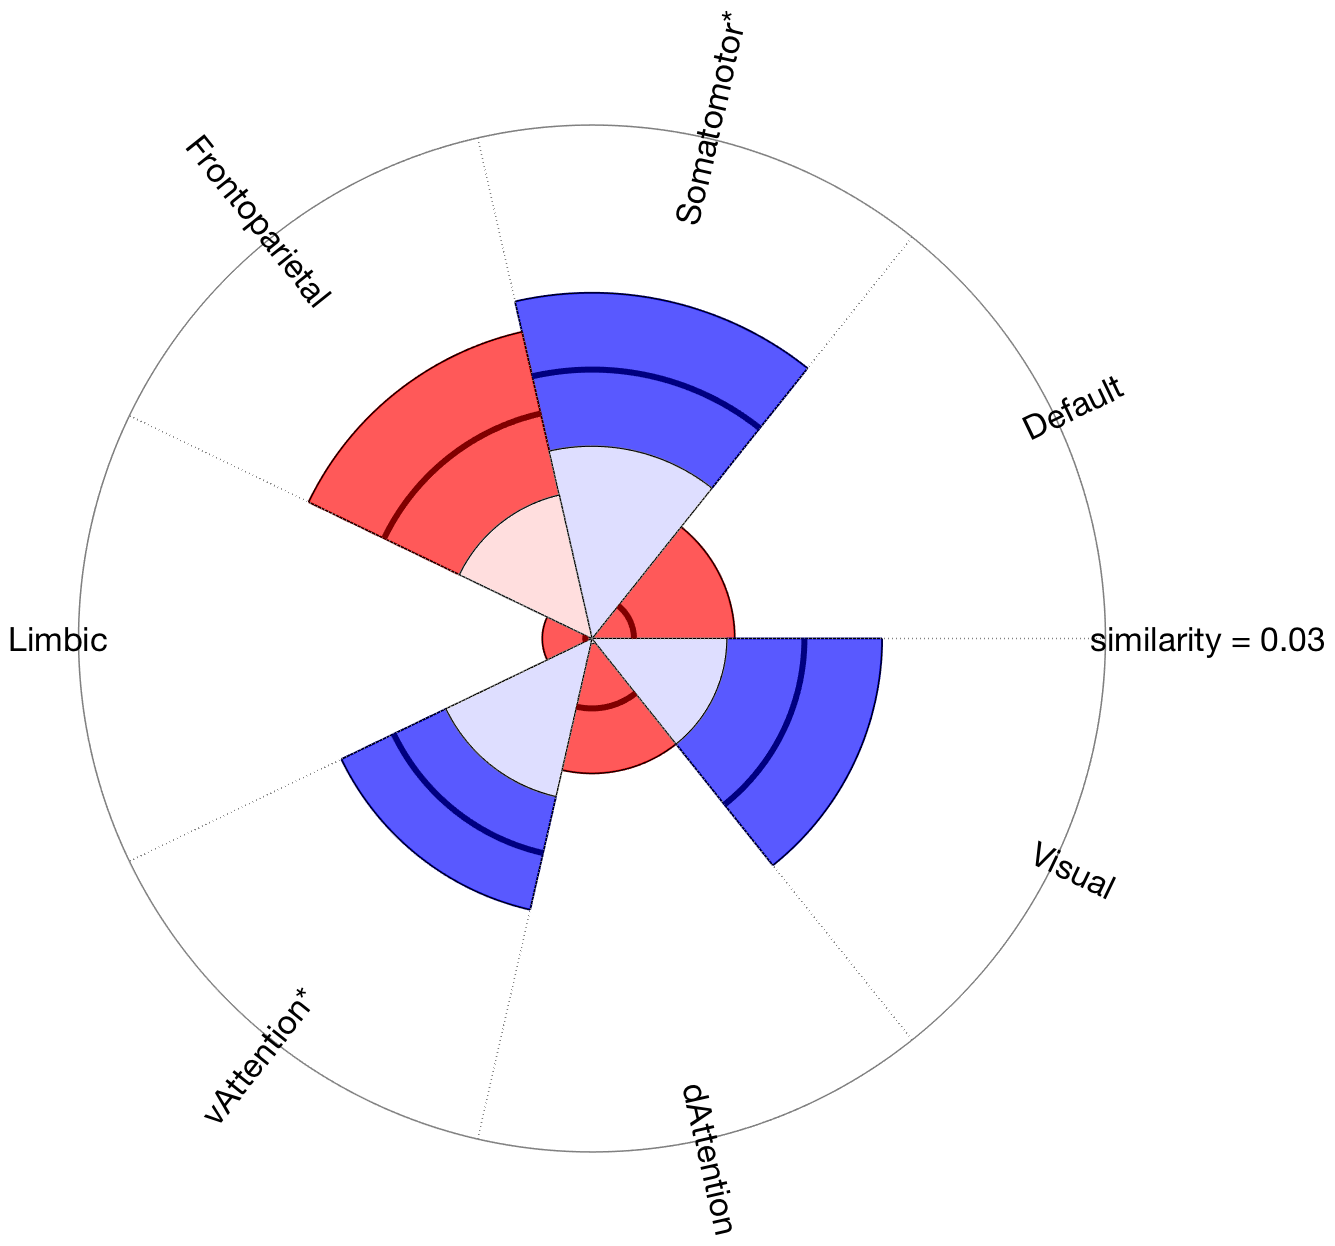 Somatomotor*
Frontoparietal
Default
Limbic
similarity = 0.03
Visual
vAttention*
dAttention